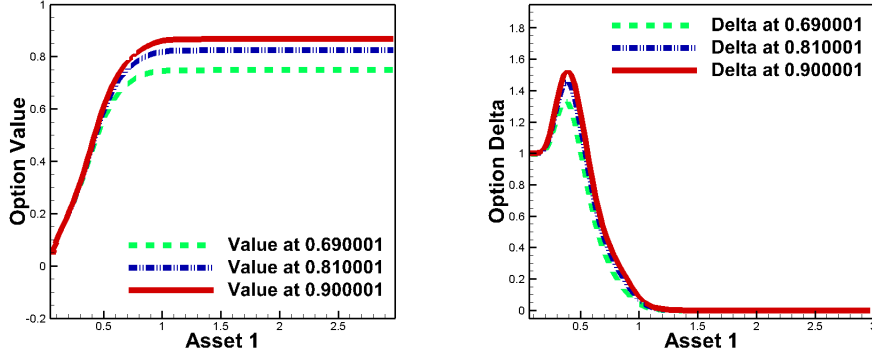 Option Value
1
0.8
0.6
0.4
0.2
0
-0.2
0.5
1
1.5
2
2.5
Asset 1
Value at 0.690001
Value at 0.810001
Value at 0.900001
Option Delta
1.8
1.6
1.4
1.2
1
0.8
0.6
0.4
0.2
0
0.5
1
1.5
2
2.5
3
Asset 1
Delta at 0.690001
Delta at 0.810001
Delta at 0.900001